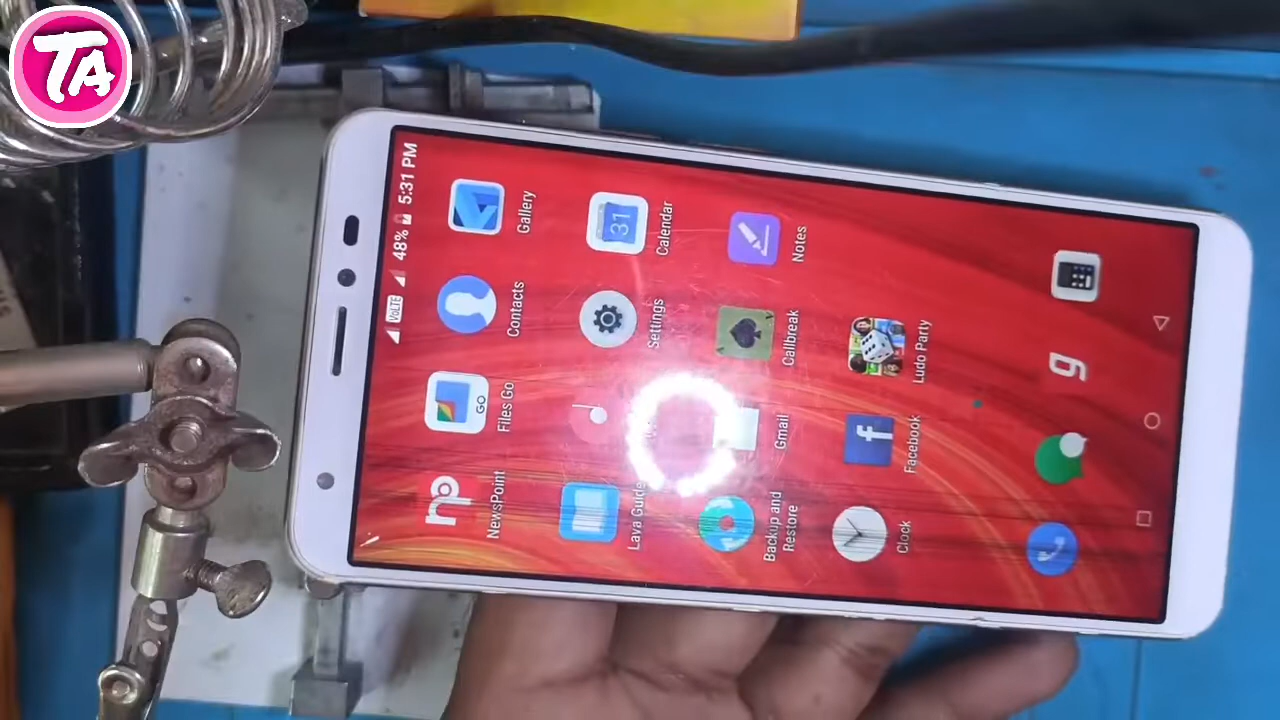 TA
VoLTE 48% 5:31 PM
NewsPoint
Files Go
Contacts
Gallery
np
GO
Lava Guide
Settings
Calendar
31
Backup and
Restore
Gmail
Callbreak
Notes
Clock
Facebook
f
Ludo Party
g